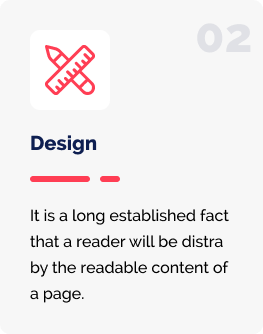 02
Design
It is a long established fact
that a reader will be distra
by the readable content of
a page.